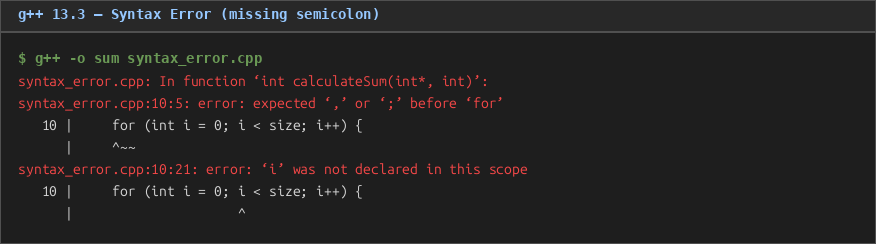 g++ 13.3 — Syntax Error (missing semicolon)
$ g++ -o sum syntax_error.cpp
syntax_error.cpp: In function ‘int calculateSum(int*, int)’:
syntax_error.cpp:10:5: error: expected ‘,’ or ‘;’ before ‘for’
   10 |     for (int i = 0; i < size; i++) {
      |     ^~~
syntax_error.cpp:10:21: error: ‘i’ was not declared in this scope
   10 |     for (int i = 0; i < size; i++) {
      |                     ^